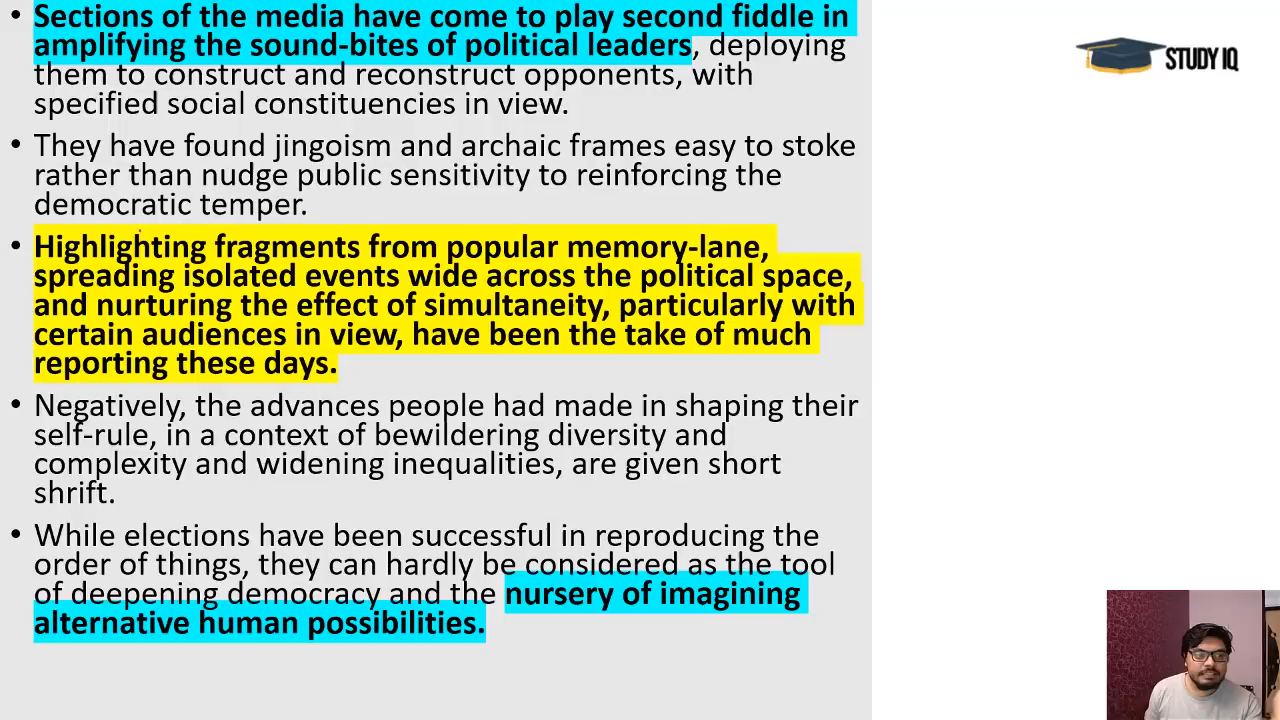 • Sections of the media have come to play second fiddle in
amplifying the sound-bites of political leaders, deploying
them to construct and reconstruct opponents, with
specified social constituencies in view.
• They have found jingoism and archaic frames easy to stoke
rather than nudge public sensitivity to reinforcing the
democratic temper.
• Highlighting fragments from popular memory-lane,
spreading isolated events wide across the political space,
and nurturing the effect of simultaneity, particularly with
certain audiences in view, have been the take of much
reporting these days.
• Negatively, the advances people had made in shaping their
self-rule, in a context of bewildering diversity and
complexity and widening inequalities, are given short
shrift.
• While elections have been successful in reproducing the
order of things, they can hardly be considered as the tool
of deepening democracy and the nursery of imagining
alternative human possibilities.
STUDY IQ